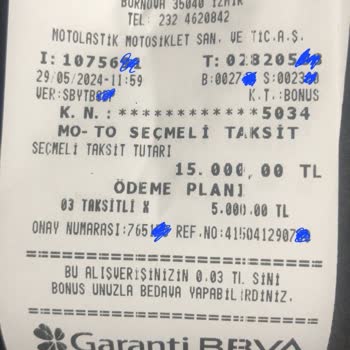 BORNOVA 35040 İZMİR
TEL: 232 4620842
MOTOLASTİK MOTOSİKLET SAN. VE TİC.A.Ş.
İ: 10756 T: 0282056
29/05/2024-11:59 B:0027 S:0023
VER:SBYTB K.T.:BONUS
K. N.: ************5034
MO-TO SEÇMELİ TAKSİT
SEÇMELİ TAKSİT TUTARI
15.000,00 TL
ÖDEME PLANI
03 TAKSİTLİ X 5.000,00 TL
ONAY NUMARASI:765 REF.NO:4150412907
BU ALIŞVERİŞİNİZİN 0.03 TL SİNİ
BONUS UNUZLA BEDAVA YAPABİLİRDİNİZ.
Garanti BBVA